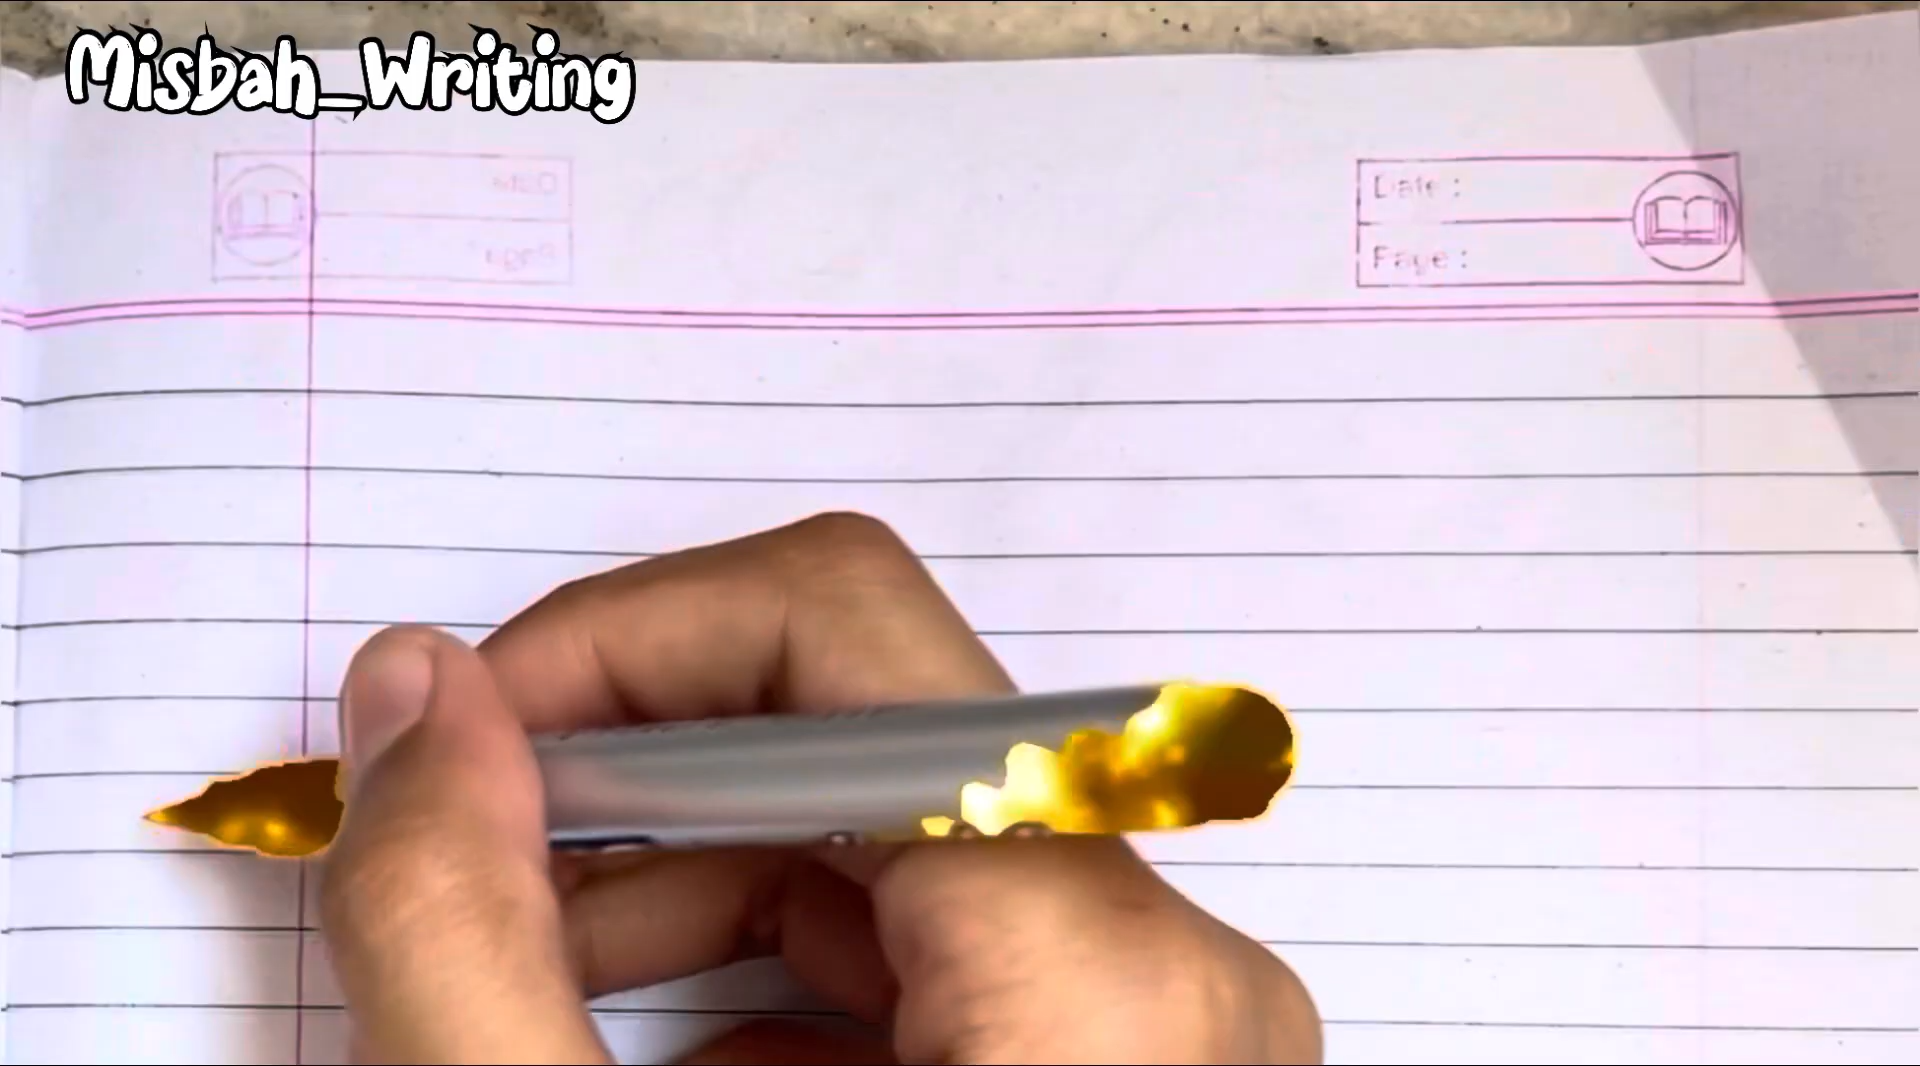 Misbah_Writing
Date :
Page :